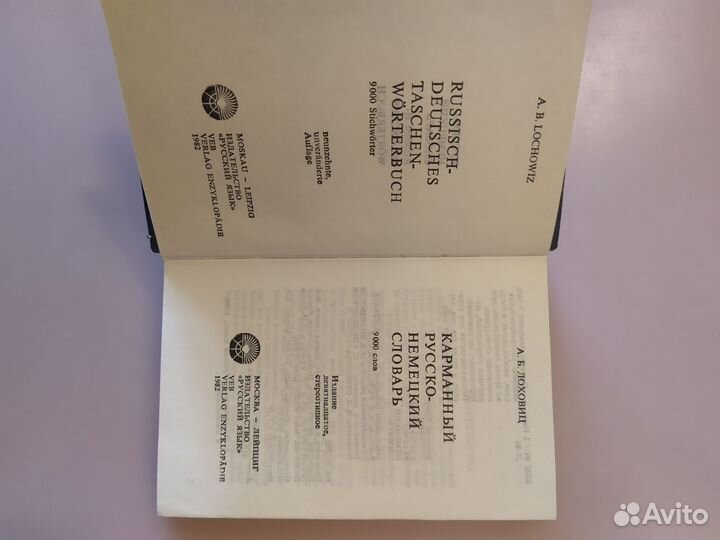 A. B. LOCHOWIZ
RUSSISCH-
DEUTSCHES
TASCHEN-
WÖRTERBUCH
9000 Stichwörter
neunzehnte,
unveränderte
Auflage
MOSKAU – LEIPZIG
ИЗДАТЕЛЬСТВО
«РУССКИЙ ЯЗЫК»
VEB
VERLAG ENZYKLOPÄDIE
1982
А. Б. ЛОХОВИЦ
КАРМАННЫЙ
РУССКО-
НЕМЕЦКИЙ
СЛОВАРЬ
9000 слов
Издание
девятнадцатое,
стереотипное
МОСКВА – ЛЕЙПЦИГ
ИЗДАТЕЛЬСТВО
«РУССКИЙ ЯЗЫК»
VEB
VERLAG ENZYKLOPÄDIE
1982
Avito